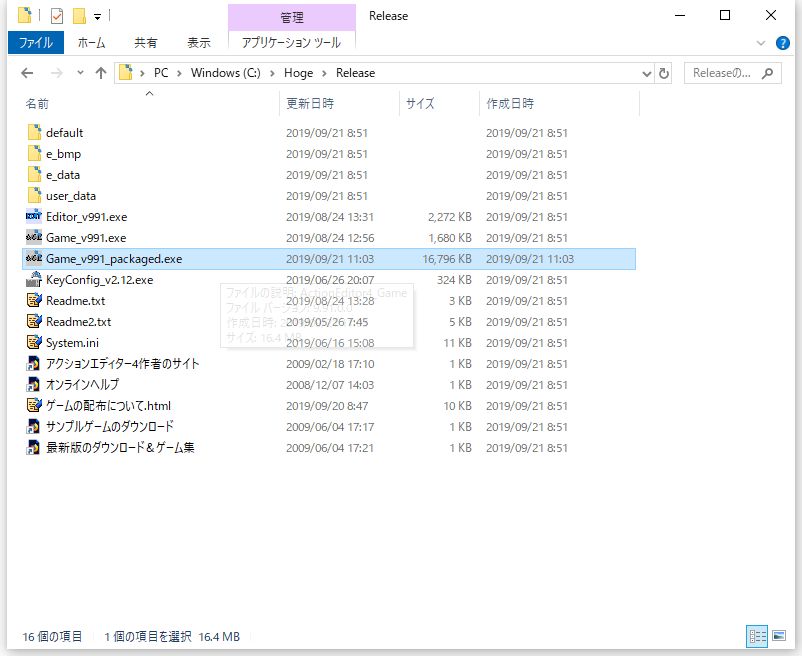 管理
Release
ファイル ホーム 共有 表示 アプリケーション ツール
PC › Windows (C:) › Hoge › Release
Releaseの...
名前 更新日時 サイズ 作成日時
default 2019/09/21 8:51 2019/09/21 8:51
e_bmp 2019/09/21 8:51 2019/09/21 8:51
e_data 2019/09/21 8:51 2019/09/21 8:51
user_data 2019/09/21 8:51 2019/09/21 8:51
Editor_v991.exe 2019/08/24 13:31 2,272 KB 2019/09/21 8:51
Game_v991.exe 2019/08/24 12:56 1,680 KB 2019/09/21 8:51
Game_v991_packaged.exe 2019/09/21 11:03 16,796 KB 2019/09/21 11:03
KeyConfig_v2.12.exe 2019/06/26 20:07 324 KB 2019/09/21 8:51
ファイルの説明: ActionEditor4_Game
Readme.txt 2019/08/24 13:28 3 KB 2019/09/21 8:51
ファイル バージョン:
Readme2.txt 2019/05/26 7:45 5 KB 2019/09/21 8:51
作成日時:
サイズ: 16.4 MB
System.ini 2019/06/16 15:08 11 KB 2019/09/21 8:51
アクションエディター4作者のサイト 2009/02/18 17:10 1 KB 2019/09/21 8:51
オンラインヘルプ 2008/12/07 14:03 1 KB 2019/09/21 8:51
ゲームの配布について.html 2019/09/20 8:47 10 KB 2019/09/21 8:51
サンプルゲームのダウンロード 2009/06/04 17:17 1 KB 2019/09/21 8:51
最新版のダウンロード＆ゲーム集 2009/06/04 17:21 1 KB 2019/09/21 8:51
16 個の項目 1 個の項目を選択 16.4 MB